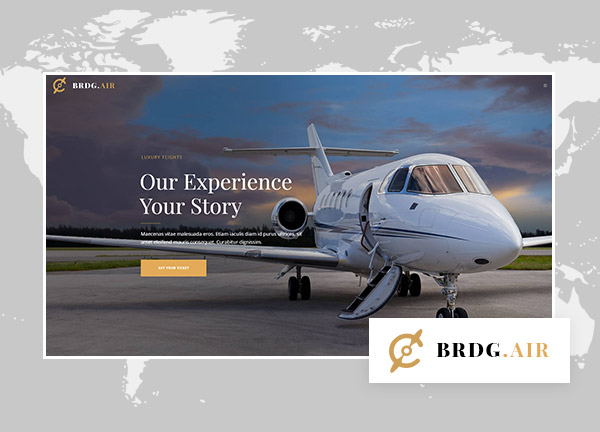 BRDG.AIR
LUXURY FLIGHTS
Our Experience
Your Story
Maecenas vitae malesuada eros. Etiam iaculis diam id purus ultrices, sit
amet eleifend mauris consequat. Curabitur dignissim.
GET YOUR TICKET
BRDG.AIR